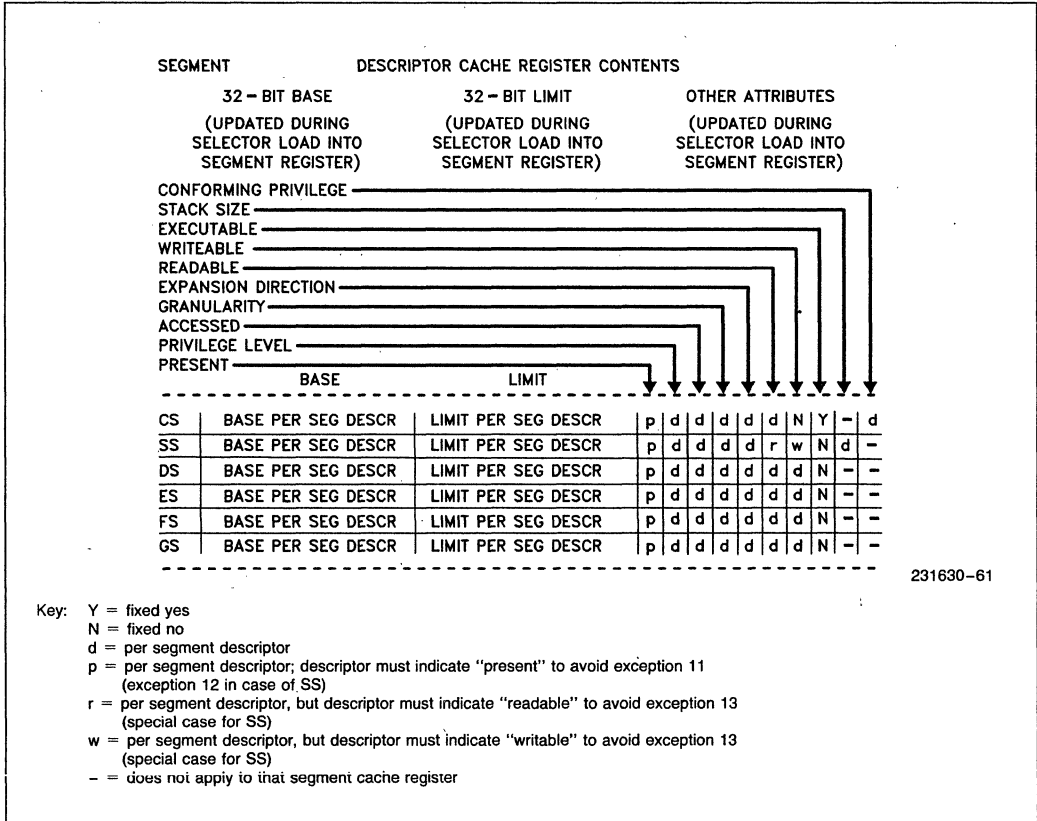 SEGMENT DESCRIPTOR CACHE REGISTER CONTENTS
32 – BIT BASE 32 – BIT LIMIT OTHER ATTRIBUTES
(UPDATED DURING (UPDATED DURING (UPDATED DURING
SELECTOR LOAD INTO SELECTOR LOAD INTO SELECTOR LOAD INTO
SEGMENT REGISTER) SEGMENT REGISTER) SEGMENT REGISTER)
CONFORMING PRIVILEGE
STACK SIZE
EXECUTABLE
WRITEABLE
READABLE
EXPANSION DIRECTION
GRANULARITY
ACCESSED
PRIVILEGE LEVEL
PRESENT
BASE LIMIT
CS | BASE PER SEG DESCR | LIMIT PER SEG DESCR | p | d | d | d | d | d | N | Y | – | d
SS | BASE PER SEG DESCR | LIMIT PER SEG DESCR | p | d | d | d | d | r | w | N | d | –
DS | BASE PER SEG DESCR | LIMIT PER SEG DESCR | p | d | d | d | d | d | d | N | – | –
ES | BASE PER SEG DESCR | LIMIT PER SEG DESCR | p | d | d | d | d | d | d | N | – | –
FS | BASE PER SEG DESCR | LIMIT PER SEG DESCR | p | d | d | d | d | d | d | N | – | –
GS | BASE PER SEG DESCR | LIMIT PER SEG DESCR | p | d | d | d | d | d | d | N | – | –
231630–61
Key: Y = fixed yes
N = fixed no
d = per segment descriptor
p = per segment descriptor; descriptor must indicate "present" to avoid exception 11
(exception 12 in case of SS)
r = per segment descriptor, but descriptor must indicate "readable" to avoid exception 13
(special case for SS)
w = per segment descriptor, but descriptor must indicate "writable" to avoid exception 13
(special case for SS)
– = does not apply to that segment cache register